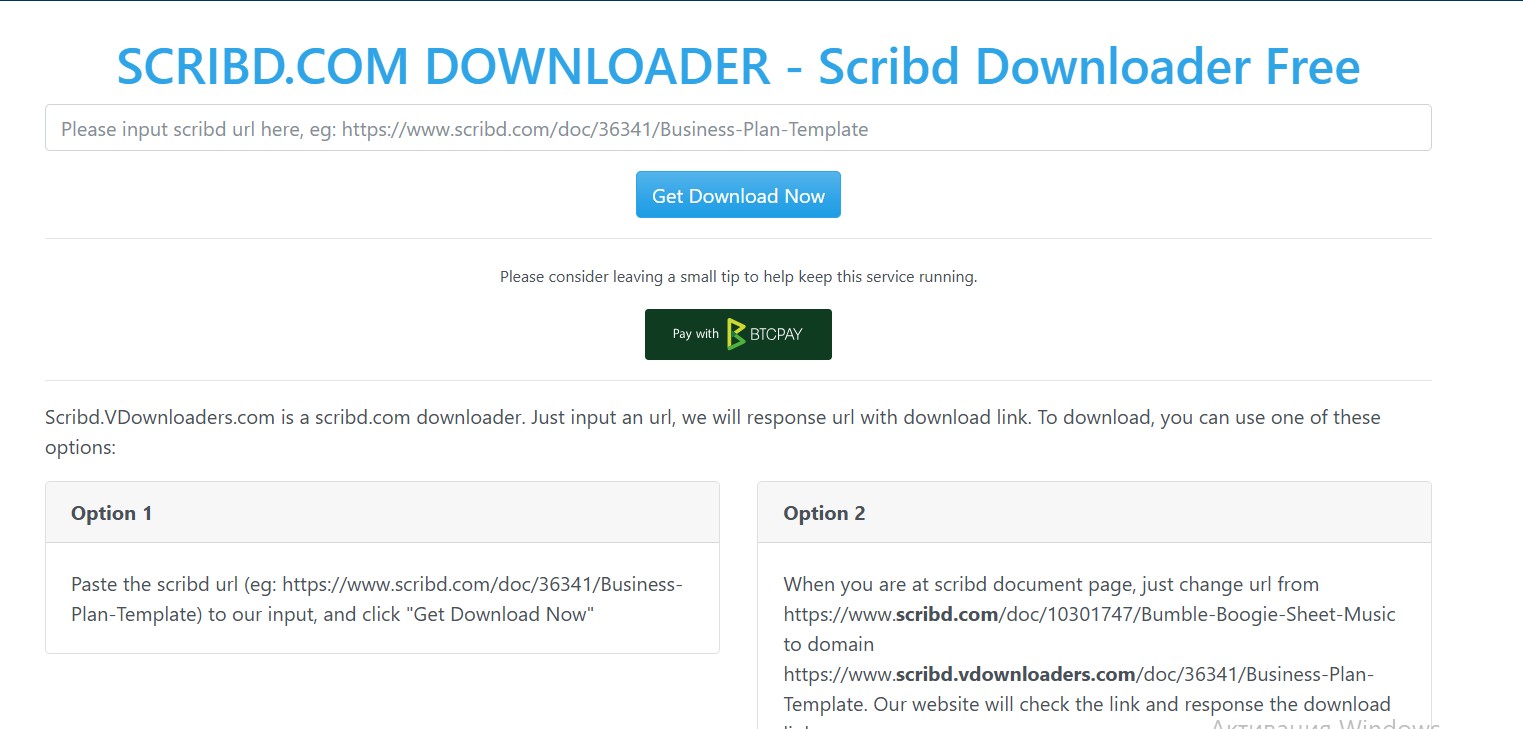 SCRIBD.COM DOWNLOADER - Scribd Downloader Free
Please input scribd url here, eg: https://www.scribd.com/doc/36341/Business-Plan-Template
Get Download Now
Please consider leaving a small tip to help keep this service running.
Pay with BTCPAY
Scribd.VDownloaders.com is a scribd.com downloader. Just input an url, we will response url with download link. To download, you can use one of these
options:
Option 1
Paste the scribd url (eg: https://www.scribd.com/doc/36341/Business-
Plan-Template) to our input, and click "Get Download Now"
Option 2
When you are at scribd document page, just change url from
https://www.scribd.com/doc/10301747/Bumble-Boogie-Sheet-Music
to domain
https://www.scribd.vdownloaders.com/doc/36341/Business-Plan-
Template. Our website will check the link and response the download
Активация Windows